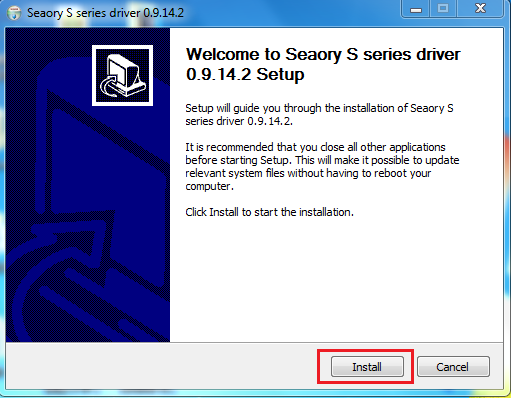 Seaory S series driver 0.9.14.2
Welcome to Seaory S series driver
0.9.14.2 Setup
Setup will guide you through the installation of Seaory S
series driver 0.9.14.2.
It is recommended that you close all other applications
before starting Setup. This will make it possible to update
relevant system files without having to reboot your
computer.
Click Install to start the installation.
Install
Cancel